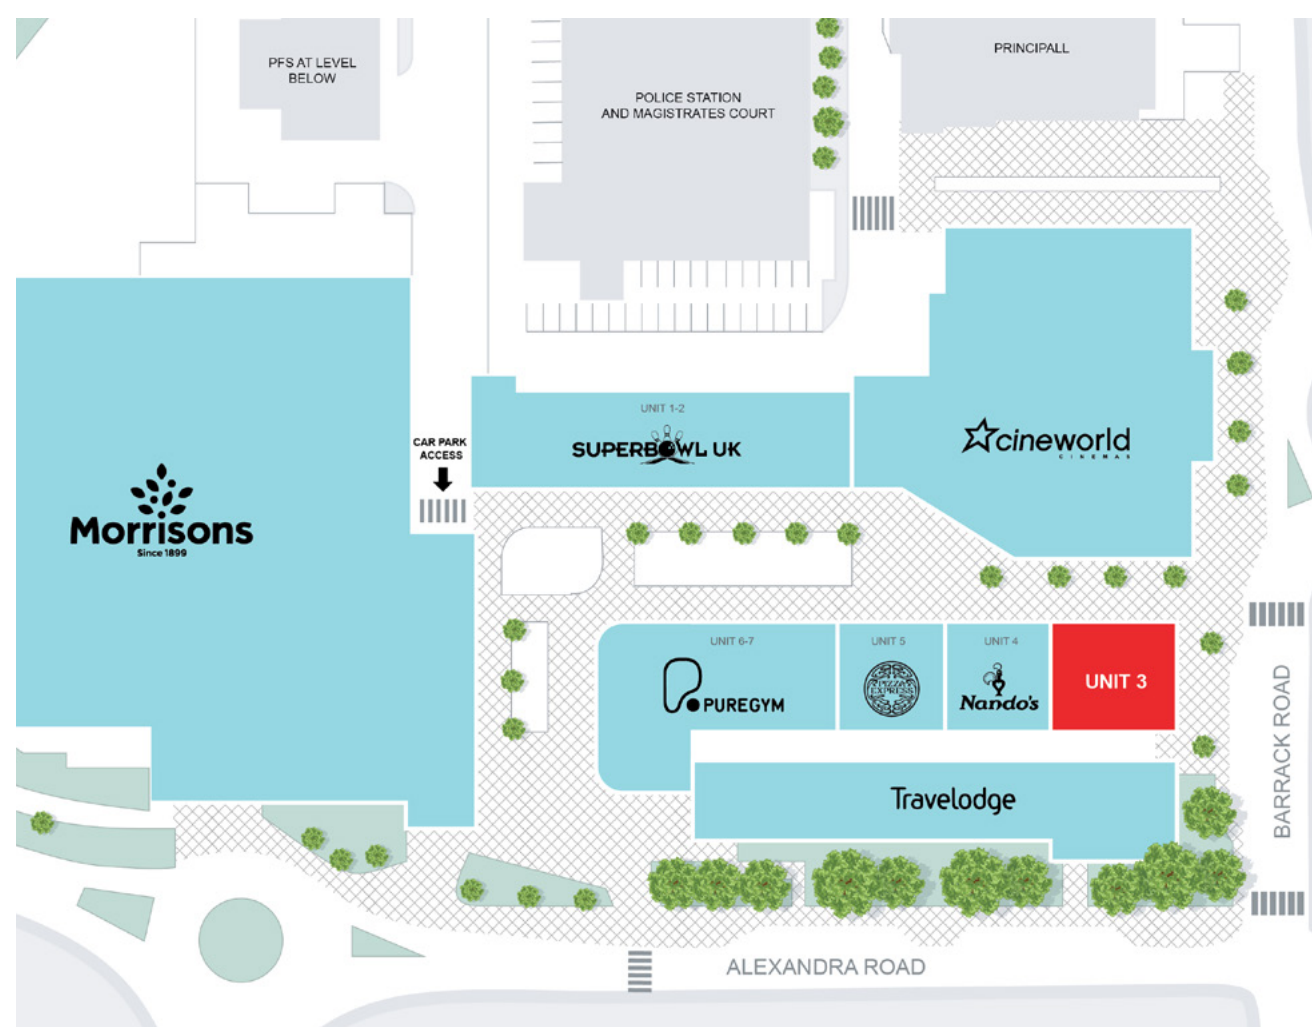 PFS AT LEVEL
BELOW
POLICE STATION
AND MAGISTRATES COURT
PRINCIPALL
UNIT 1-2
SUPERBOWL UK
cineworld
CINEMAS
CAR PARK
ACCESS
Morrisons
Since 1899
UNIT 6-7
PUREGYM
UNIT 5
PIZZA
EXPRESS
UNIT 4
Nando's
UNIT 3
Travelodge
BARRACK ROAD
ALEXANDRA ROAD